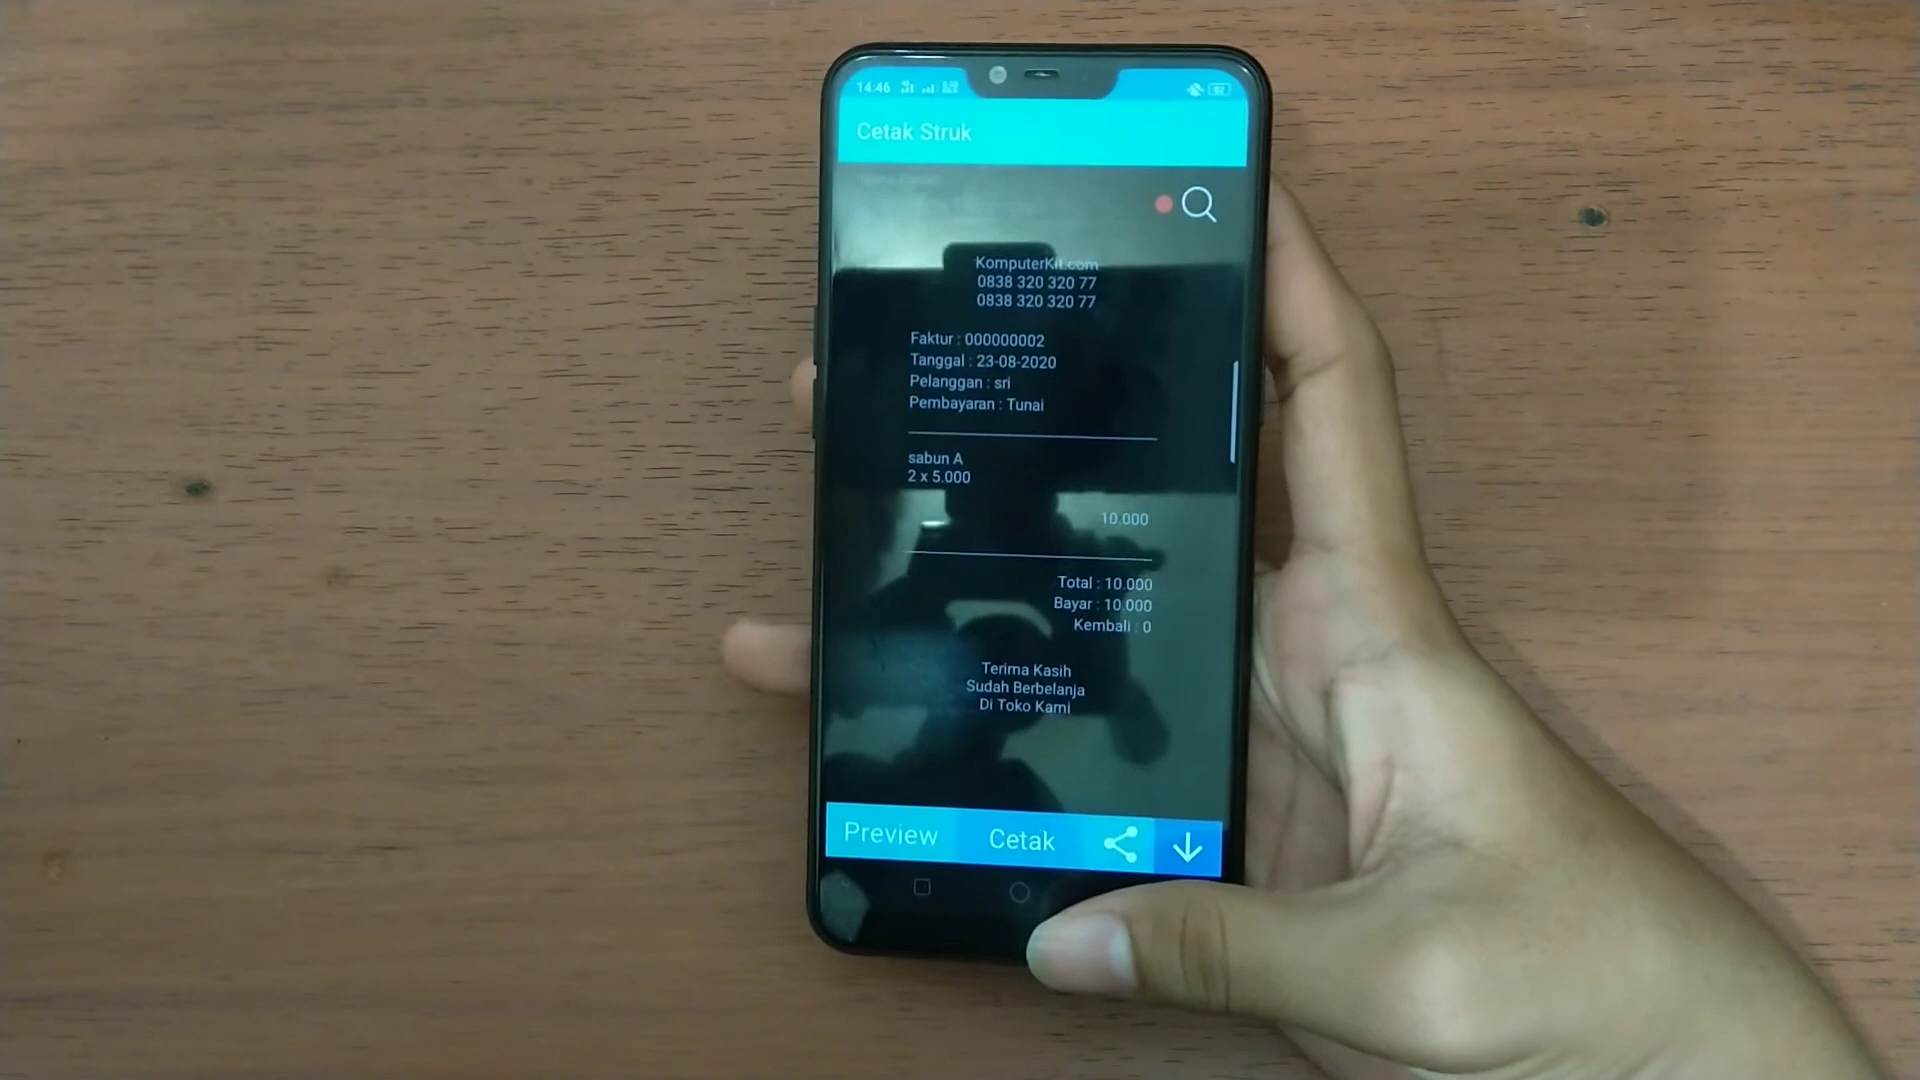 14:46
Cetak Struk
KomputerKit.com
0838 320 320 77
0838 320 320 77
Faktur : 000000002
Tanggal : 23-08-2020
Pelanggan : sri
Pembayaran : Tunai
sabun A
2 x 5.000
10.000
Total : 10.000
Bayar : 10.000
Kembali : 0
Terima Kasih
Sudah Berbelanja
Di Toko Kami
Preview Cetak